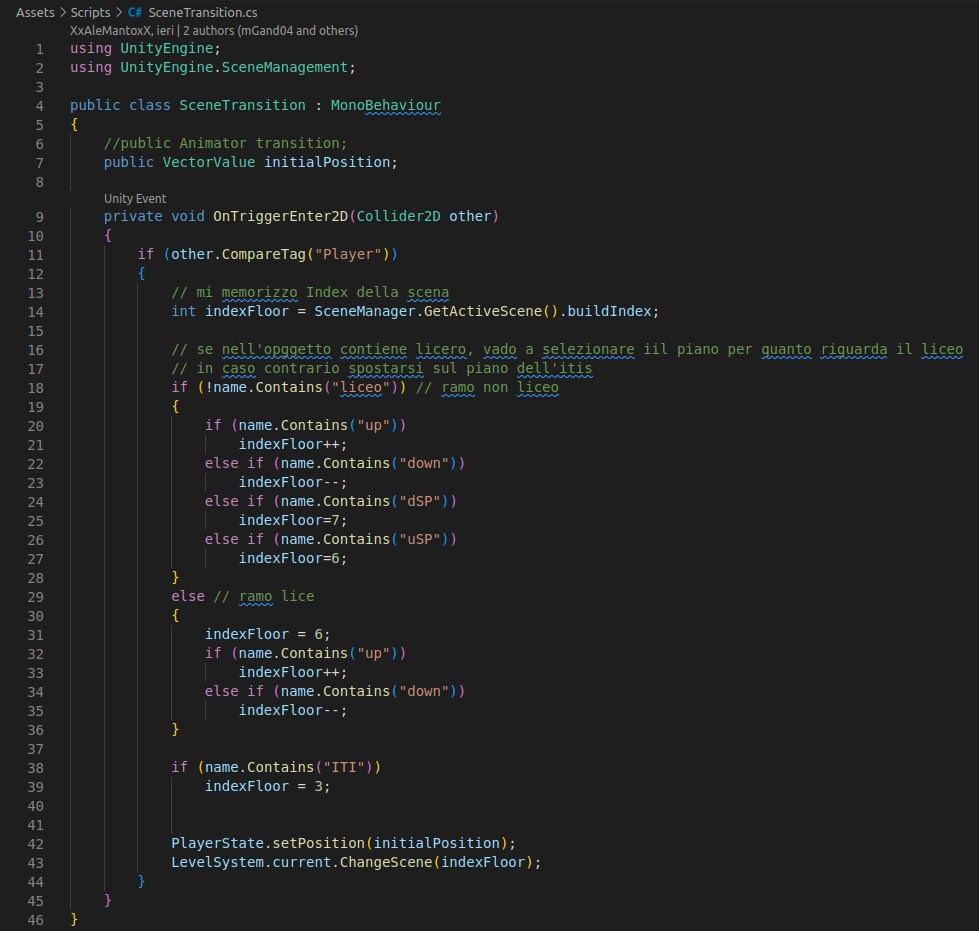 Assets > Scripts > C# SceneTransition.cs
XxAleMantoxX, ieri | 2 authors (mGand04 and others)
1 using UnityEngine;
2 using UnityEngine.SceneManagement;
3
4 public class SceneTransition : MonoBehaviour
5 {
6 //public Animator transition;
7 public VectorValue initialPosition;
8
Unity Event
9 private void OnTriggerEnter2D(Collider2D other)
10 {
11 if (other.CompareTag("Player"))
12 {
13 // mi memorizzo Index della scena
14 int indexFloor = SceneManager.GetActiveScene().buildIndex;
15
16 // se nell'opggetto contiene licero, vado a selezionare iil piano per quanto riguarda il liceo
17 // in caso contrario spostarsi sul piano dell'itis
18 if (!name.Contains("liceo")) // ramo non liceo
19 {
20 if (name.Contains("up"))
21 indexFloor++;
22 else if (name.Contains("down"))
23 indexFloor--;
24 else if (name.Contains("dSP"))
25 indexFloor=7;
26 else if (name.Contains("uSP"))
27 indexFloor=6;
28 }
29 else // ramo lice
30 {
31 indexFloor = 6;
32 if (name.Contains("up"))
33 indexFloor++;
34 else if (name.Contains("down"))
35 indexFloor--;
36 }
37
38 if (name.Contains("ITI"))
39 indexFloor = 3;
40
41
42 PlayerState.setPosition(initialPosition);
43 LevelSystem.current.ChangeScene(indexFloor);
44 }
45 }
46 }